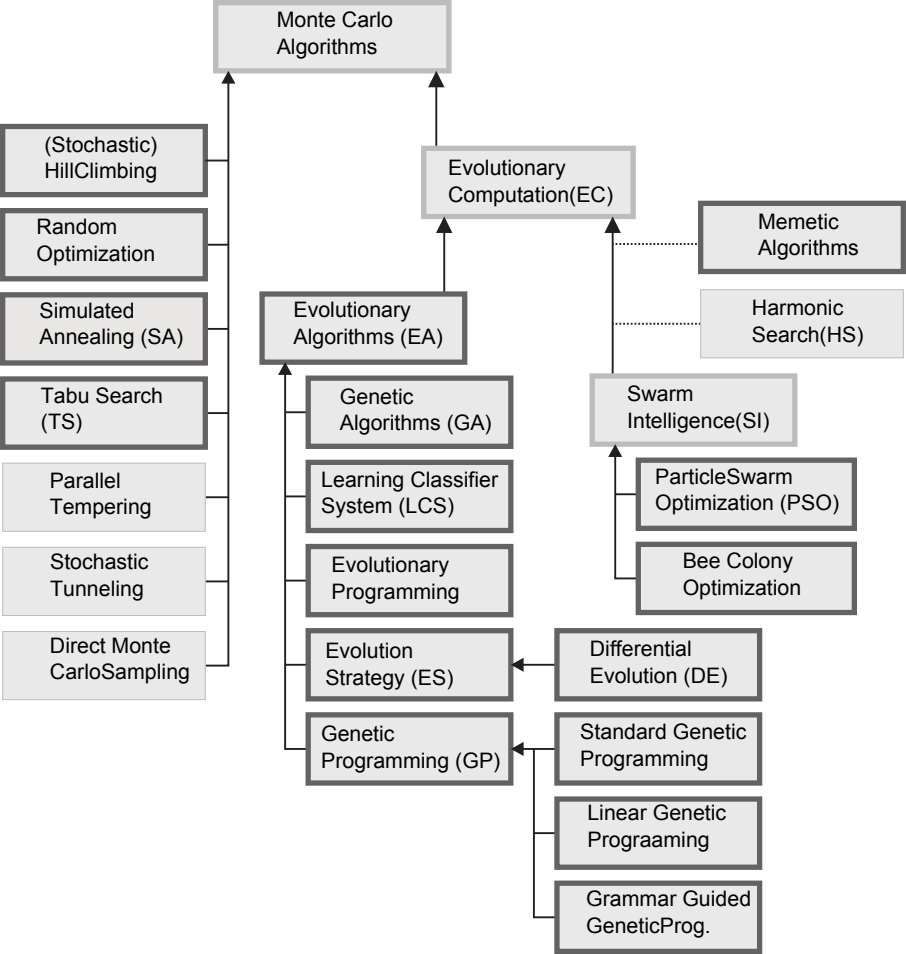 Monte Carlo
Algorithms
(Stochastic)
HillClimbing
Random
Optimization
Simulated
Annealing (SA)
Tabu Search
(TS)
Parallel
Tempering
Stochastic
Tunneling
Direct Monte
CarloSampling
Evolutionary
Computation(EC)
Evolutionary
Algorithms (EA)
Genetic
Algorithms (GA)
Learning Classifier
System (LCS)
Evolutionary
Programming
Evolution
Strategy (ES)
Differential
Evolution (DE)
Genetic
Programming (GP)
Standard Genetic
Programming
Linear Genetic
Prograaming
Grammar Guided
GeneticProg.
Memetic
Algorithms
Harmonic
Search(HS)
Swarm
Intelligence(SI)
ParticleSwarm
Optimization (PSO)
Bee Colony
Optimization